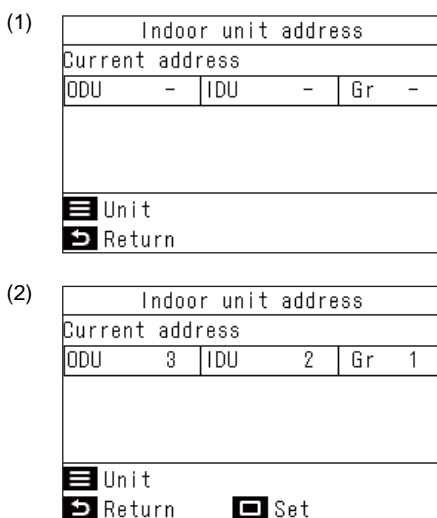 (1)
Indoor unit address
Current address
ODU - IDU - Gr -
Unit
Return
(2)
Indoor unit address
Current address
ODU 3 IDU 2 Gr 1
Unit
Return Set